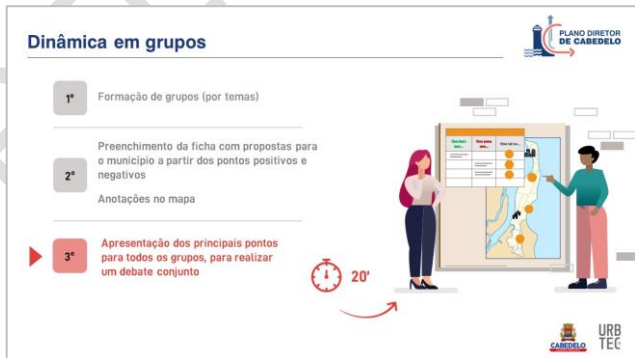 Dinâmica em grupos
PLANO DIRETOR
DE CABEDELO
1º
Formação de grupos (por temas)
2º
Preenchimento da ficha com propostas para
o município a partir dos pontos positivos e
negativos
Anotações no mapa
3º
Apresentação dos principais pontos
para todos os grupos, para realizar
um debate conjunto
20'
CABEDELO
URB
TEC